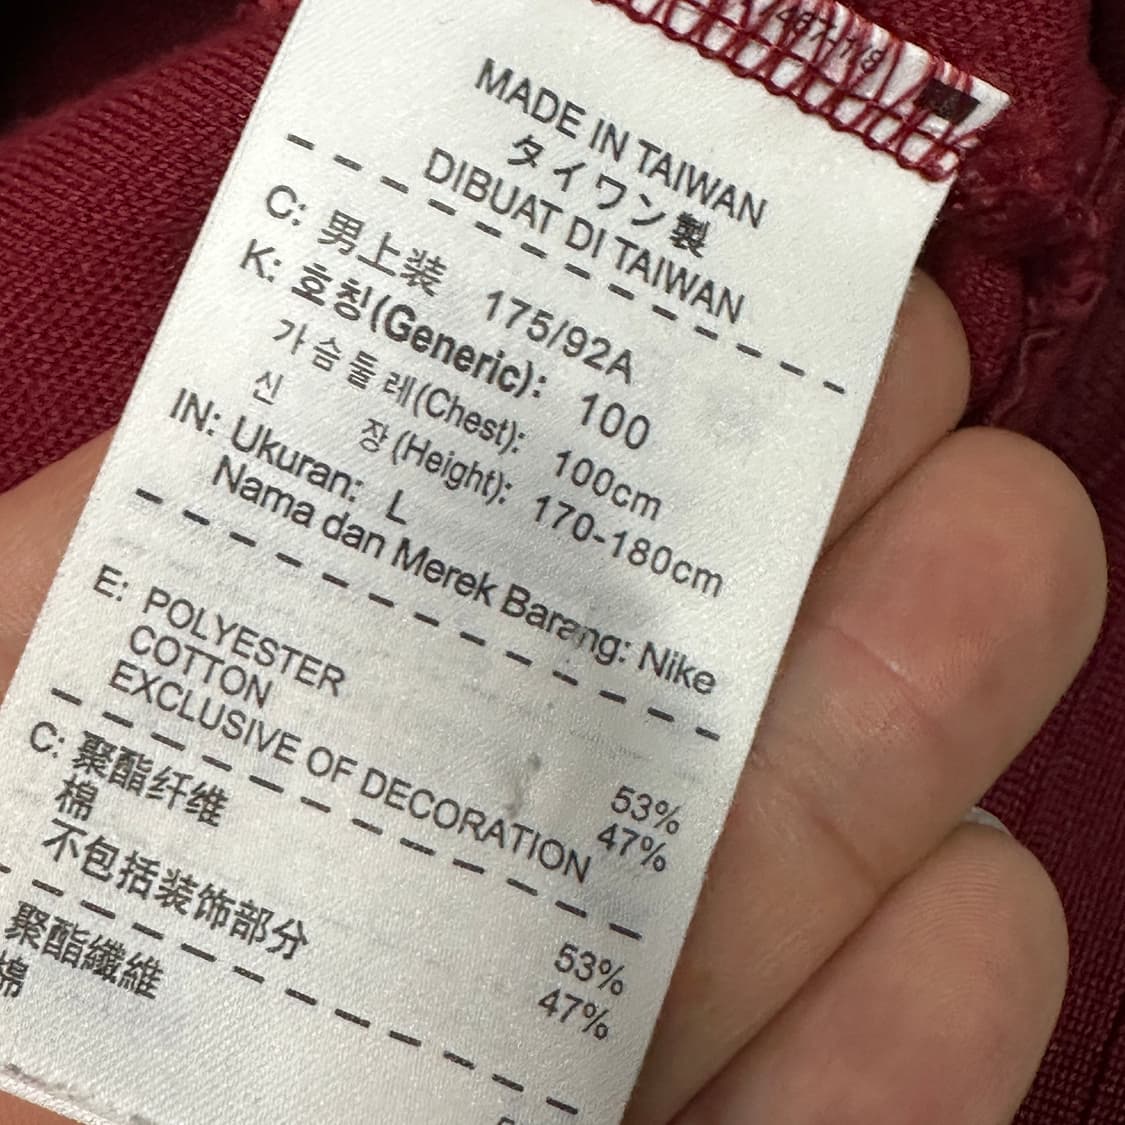 MADE IN TAIWAN
タイワン製
DIBUAT DI TAIWAN
C: 男上装 175/92A
K: 호칭(Generic): 100
가슴둘레(Chest): 100cm
신 장(Height): 170-180cm
IN: Ukuran: L
Nama dan Merek Barang: Nike
E: POLYESTER 53%
COTTON 47%
EXCLUSIVE OF DECORATION
C: 聚酯纤维 53%
棉 47%
不包括装饰部分
聚酯纖維
棉